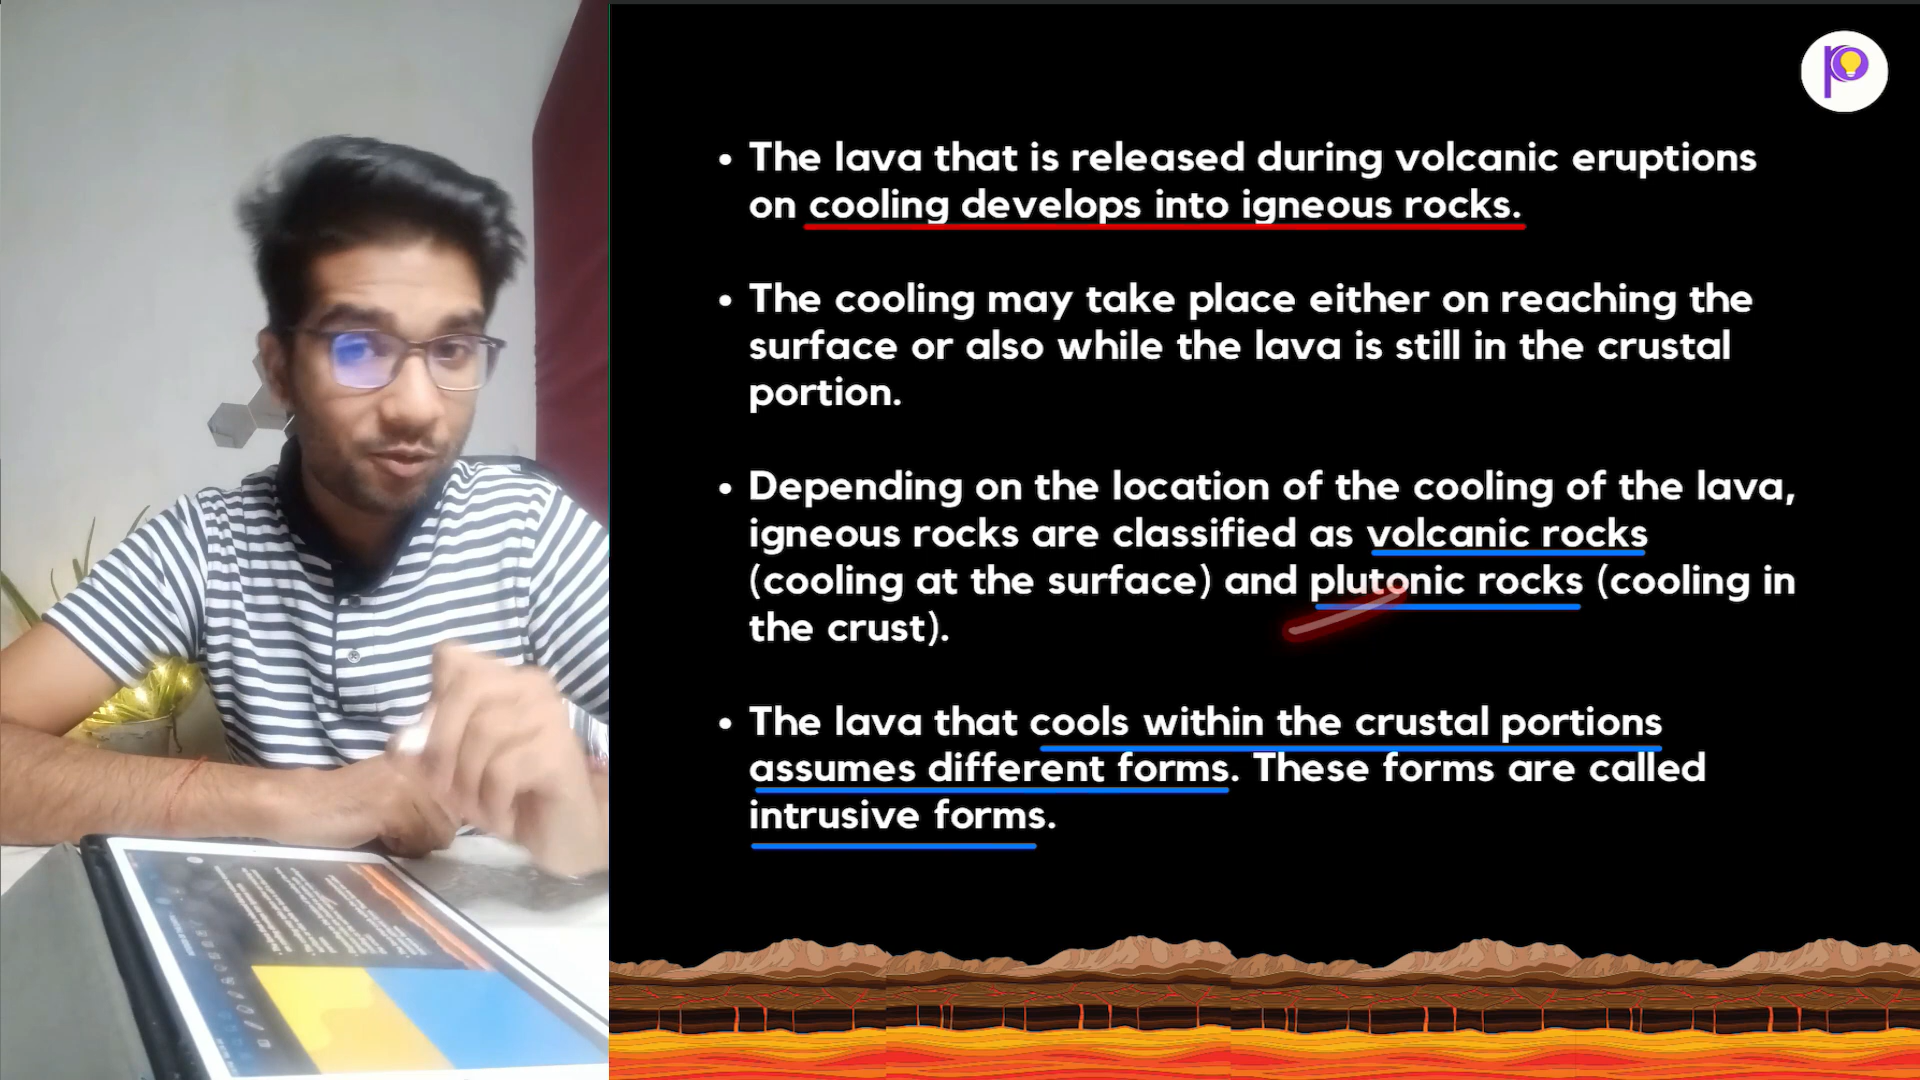 • The lava that is released during volcanic eruptions
on cooling develops into igneous rocks.
• The cooling may take place either on reaching the
surface or also while the lava is still in the crustal
portion.
• Depending on the location of the cooling of the lava,
igneous rocks are classified as volcanic rocks
(cooling at the surface) and plutonic rocks (cooling in
the crust).
• The lava that cools within the crustal portions
assumes different forms. These forms are called
intrusive forms.